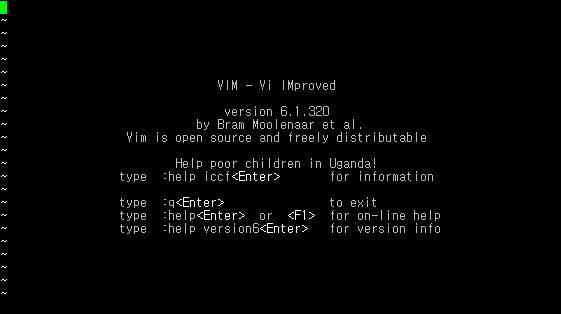 ~
~
~
~
~
VIM - Vi IMproved
~
~
version 6.1.320
~
by Bram Moolenaar et al.
~
Vim is open source and freely distributable
~
~
Help poor children in Uganda!
~
type  :help iccf<Enter>       for information
~
~
type  :q<Enter>               to exit
~
type  :help<Enter>  or  <F1>  for on-line help
~
type  :help version6<Enter>   for version info
~
~
~
~
~
~